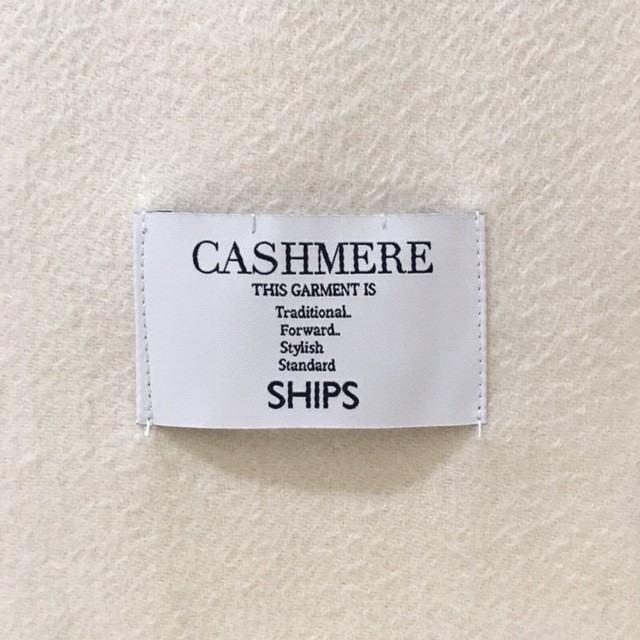 CASHMERE
THIS GARMENT IS
Traditional..
Forward..
Stylish
Standard
SHIPS